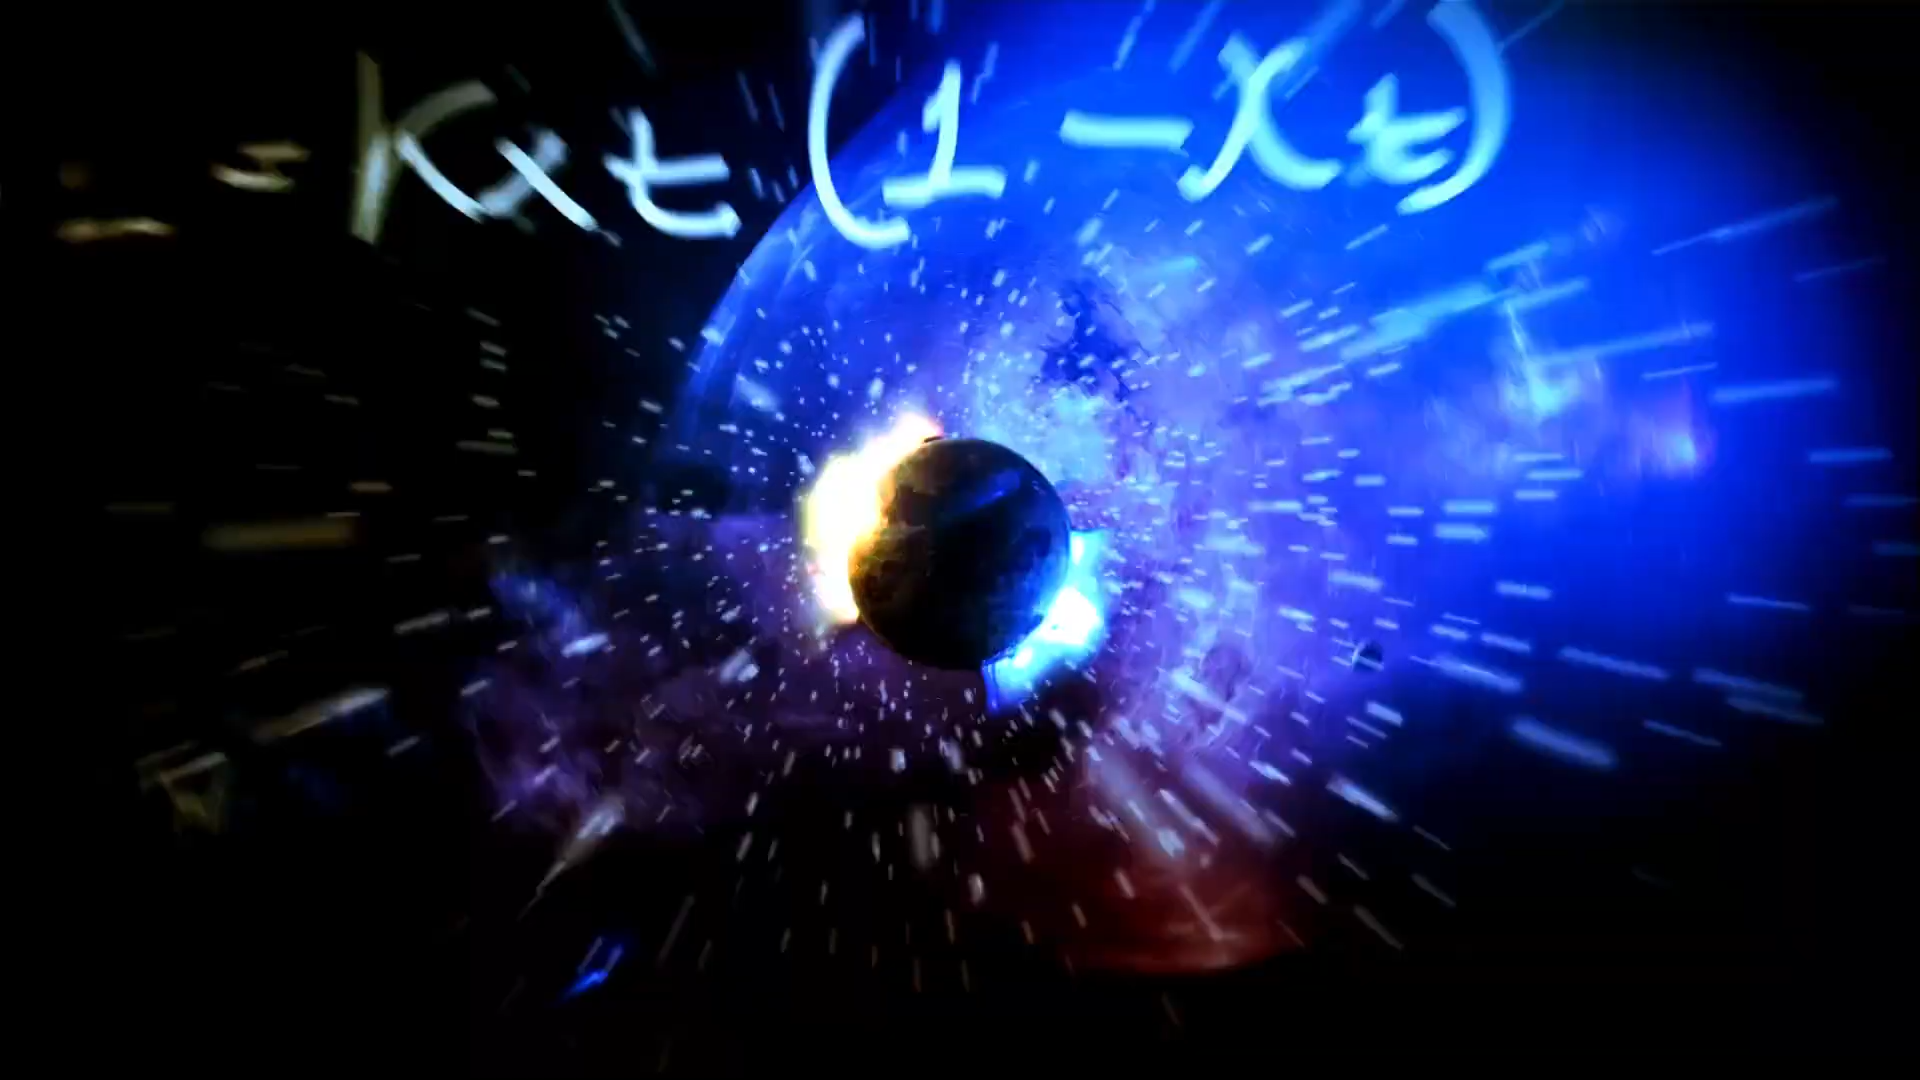 = Kxt(1-xt)